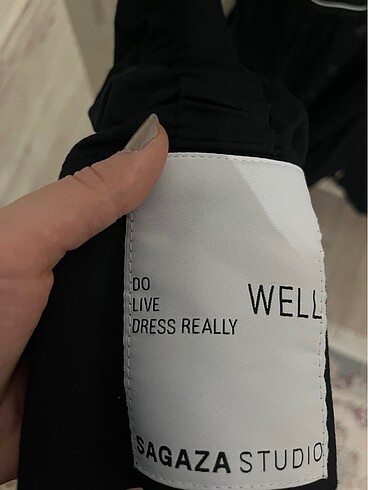 DO
LIVE
DRESS REALLY
WELL
SAGAZA STUDIO